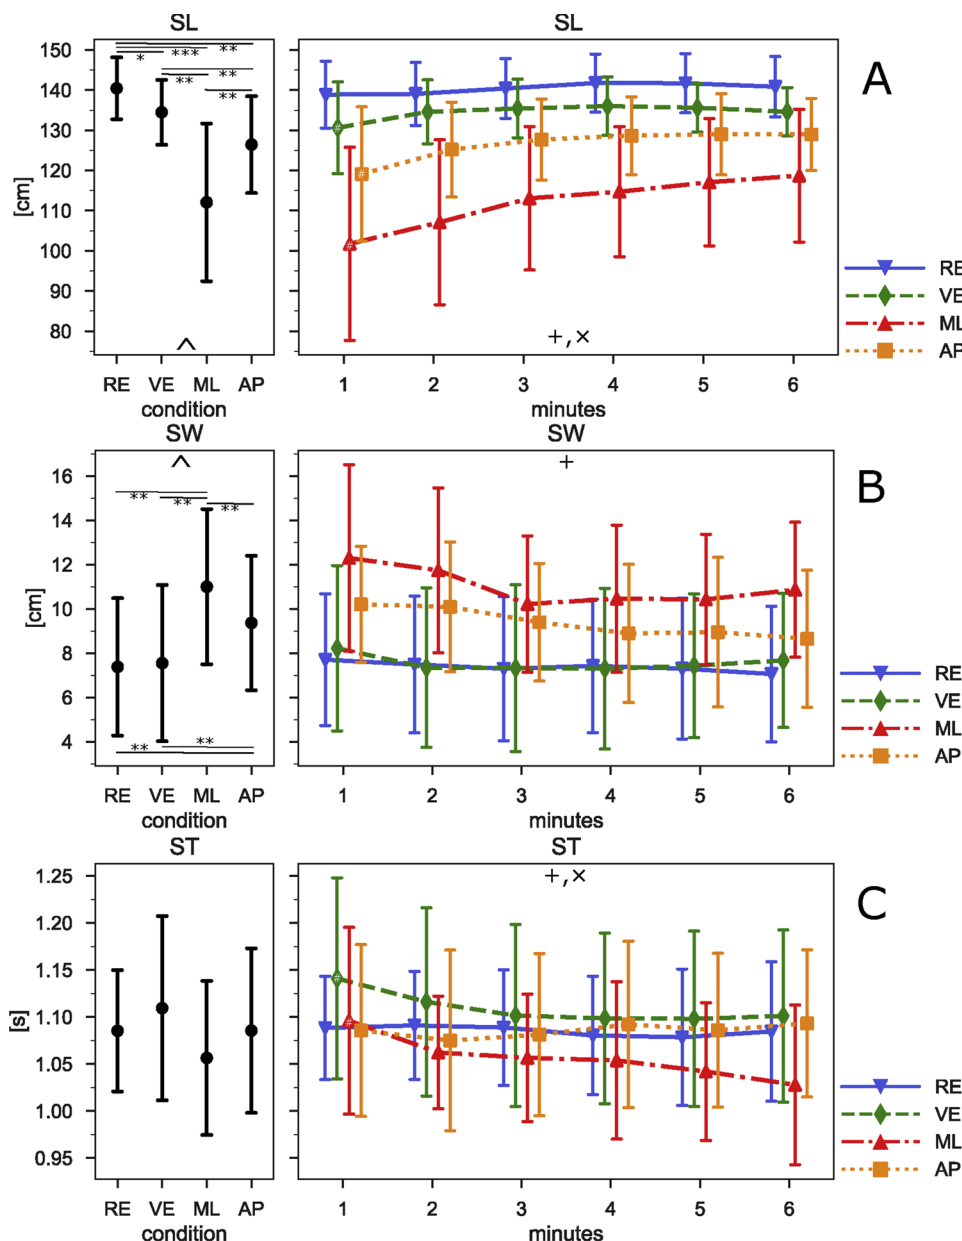 SL
SL
150
140
130
120
110
100
90
80
[cm]
* *** **
** **
**
^
+,×
A
RE
VE
ML
AP
RE VE ML AP
condition
1 2 3 4 5 6
minutes
SW
SW
16
14
12
10
8
6
4
[cm]
^
** ** **
** **
+
B
RE
VE
ML
AP
RE VE ML AP
condition
1 2 3 4 5 6
minutes
ST
ST
1.25
1.20
1.15
1.10
1.05
1.00
0.95
[s]
+,×
C
RE
VE
ML
AP
RE VE ML AP
condition
1 2 3 4 5 6
minutes